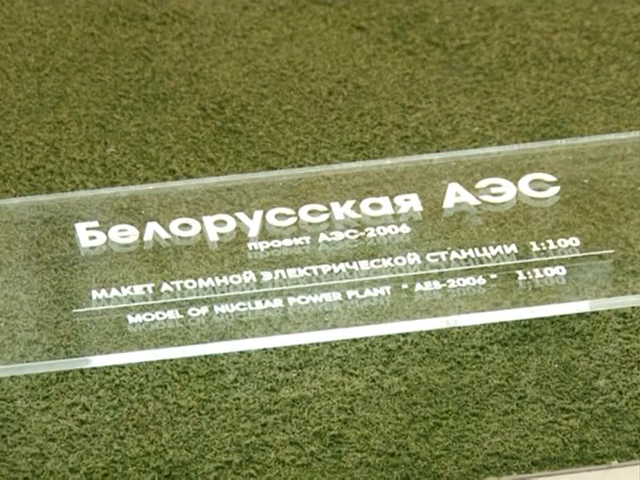 Белорусская АЭС
проект АЭС-2006
МАКЕТ АТОМНОЙ ЭЛЕКТРИЧЕСКОЙ СТАНЦИИ 1:100
MODEL OF NUCLEAR POWER PLANT " AES-2006 " 1:100